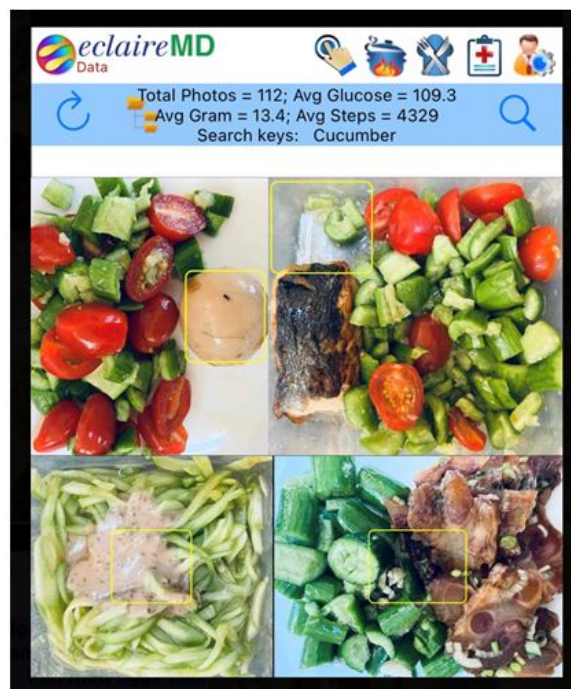 eclaireMD
Data
Total Photos = 112; Avg Glucose = 109.3
Avg Gram = 13.4; Avg Steps = 4329
Search keys: Cucumber